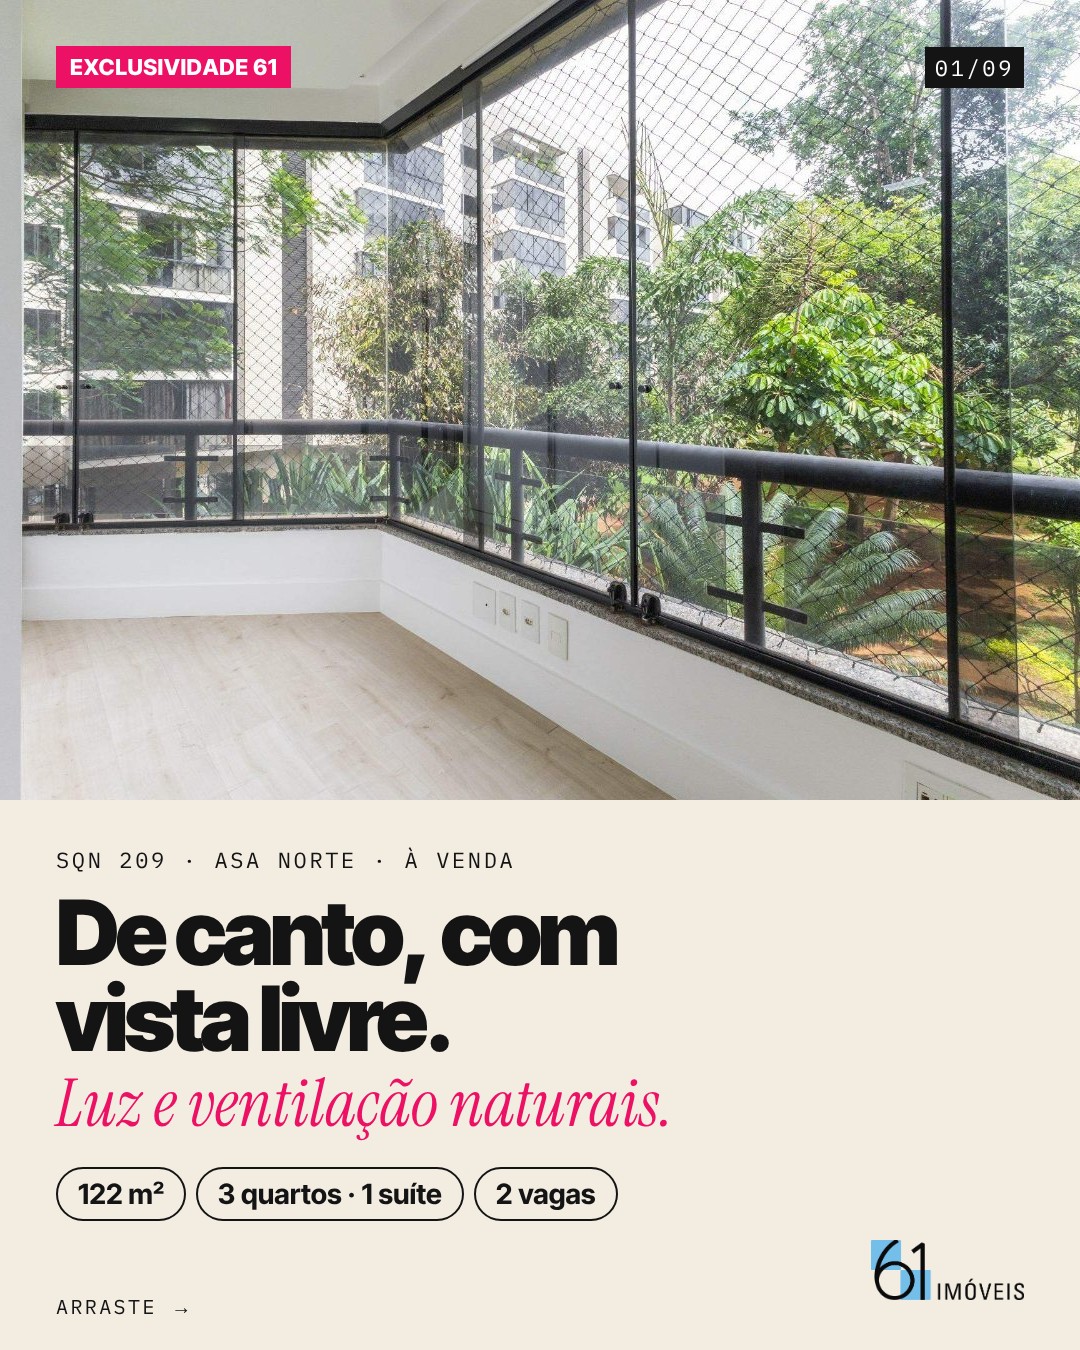 EXCLUSIVIDADE 61
01/09
SQN 209 · ASA NORTE · À VENDA
De canto, com
vista livre.
Luz e ventilação naturais.
122 m²
3 quartos · 1 suíte
2 vagas
61 IMÓVEIS
ARRASTE →